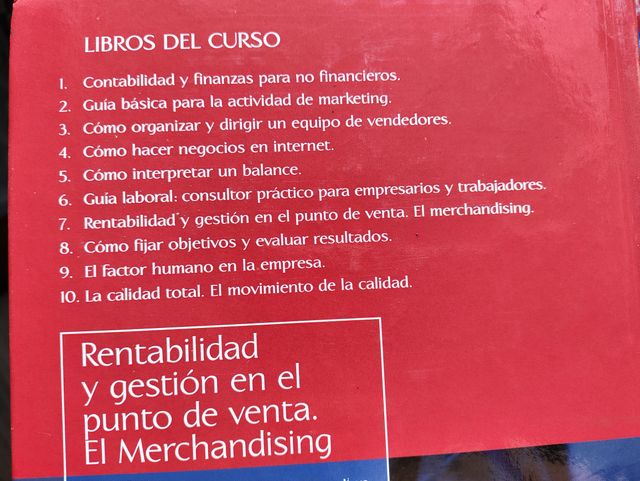 LIBROS DEL CURSO
1. Contabilidad y finanzas para no financieros.
2. Guía básica para la actividad de marketing.
3. Cómo organizar y dirigir un equipo de vendedores.
4. Cómo hacer negocios en internet.
5. Cómo interpretar un balance.
6. Guía laboral: consultor práctico para empresarios y trabajadores.
7. Rentabilidad y gestión en el punto de venta. El merchandising.
8. Cómo fijar objetivos y evaluar resultados.
9. El factor humano en la empresa.
10. La calidad total. El movimiento de la calidad.
Rentabilidad
y gestión en el
punto de venta.
El Merchandising